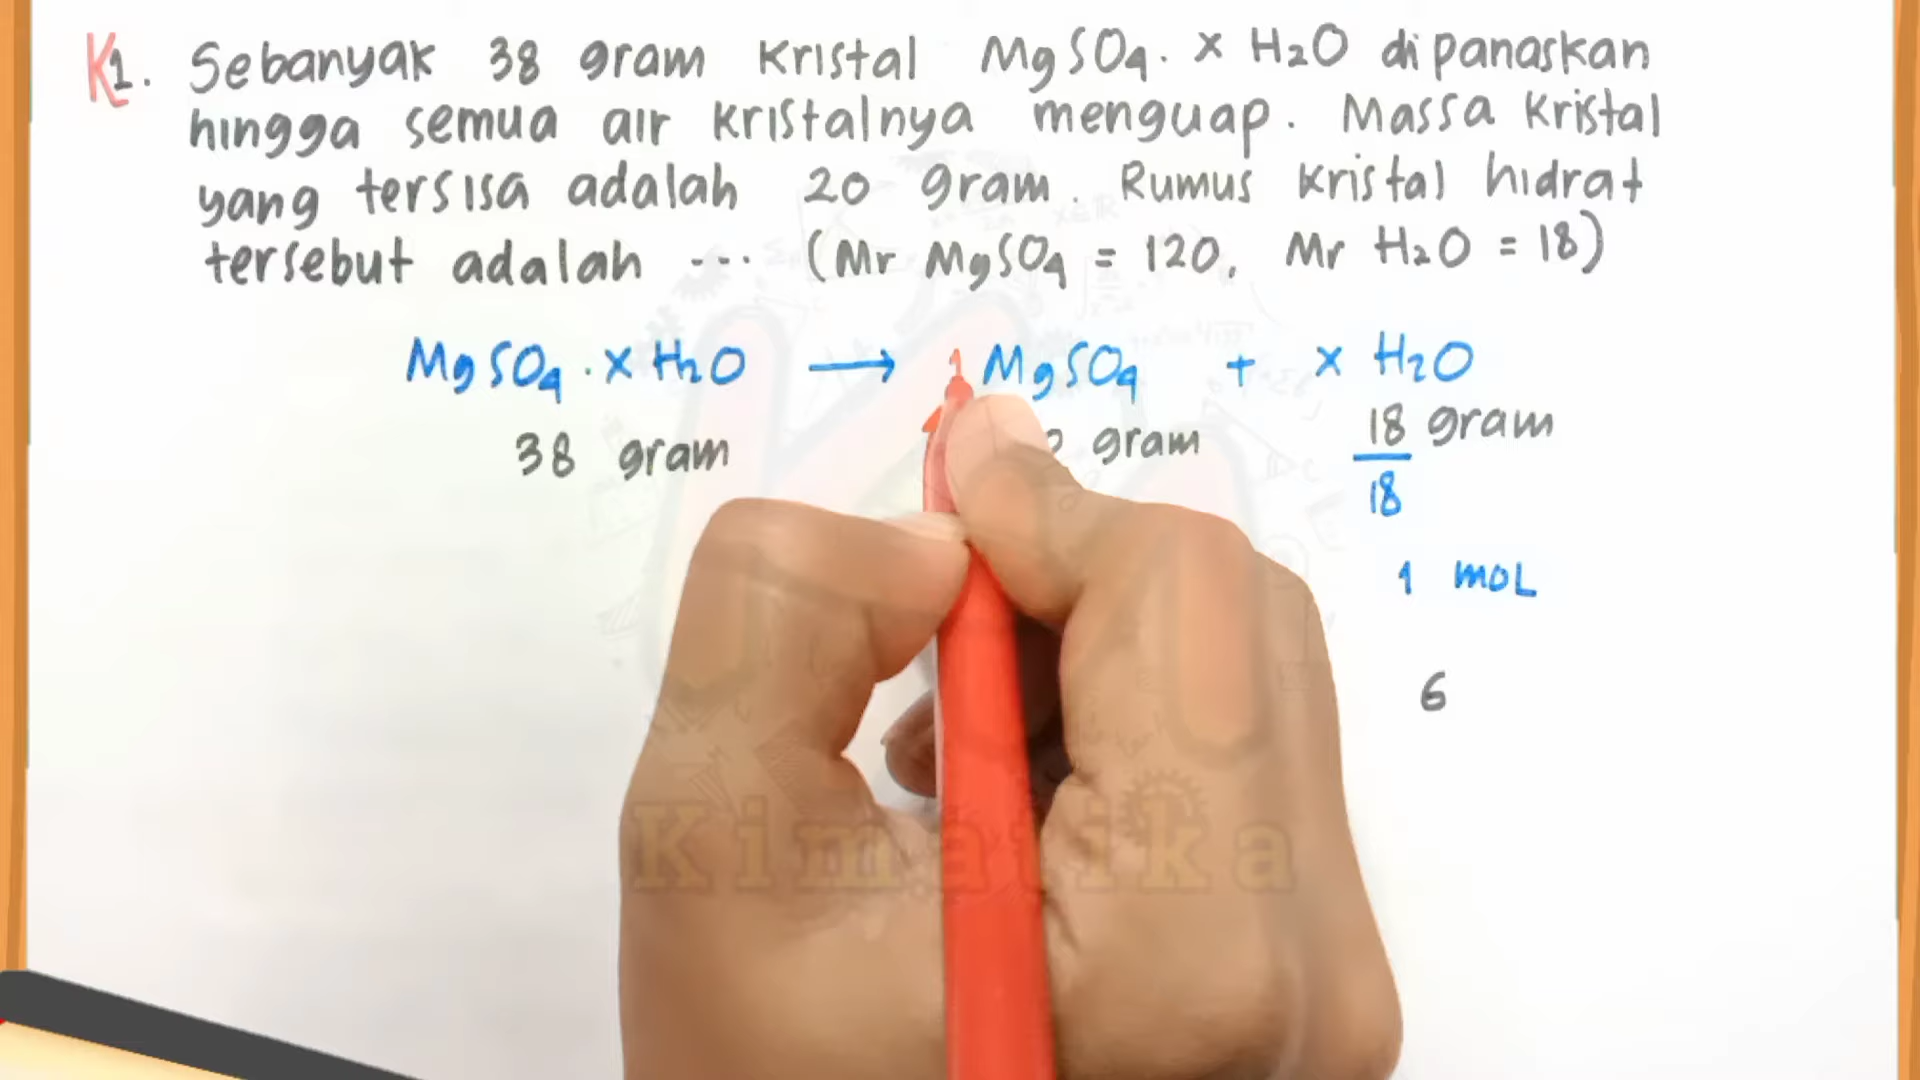 K1. Sebanyak 38 gram Kristal MgSO4 . x H2O dipanaskan
hingga semua air kristalnya menguap. Massa Kristal
yang tersisa adalah 20 gram. Rumus Kristal hidrat
tersebut adalah ... (Mr MgSO4 = 120, Mr H2O = 18)
MgSO4 . x H2O → 1 MgSO4 + x H2O
38 gram gram 18 gram
18
1 mol
6
Kimatika